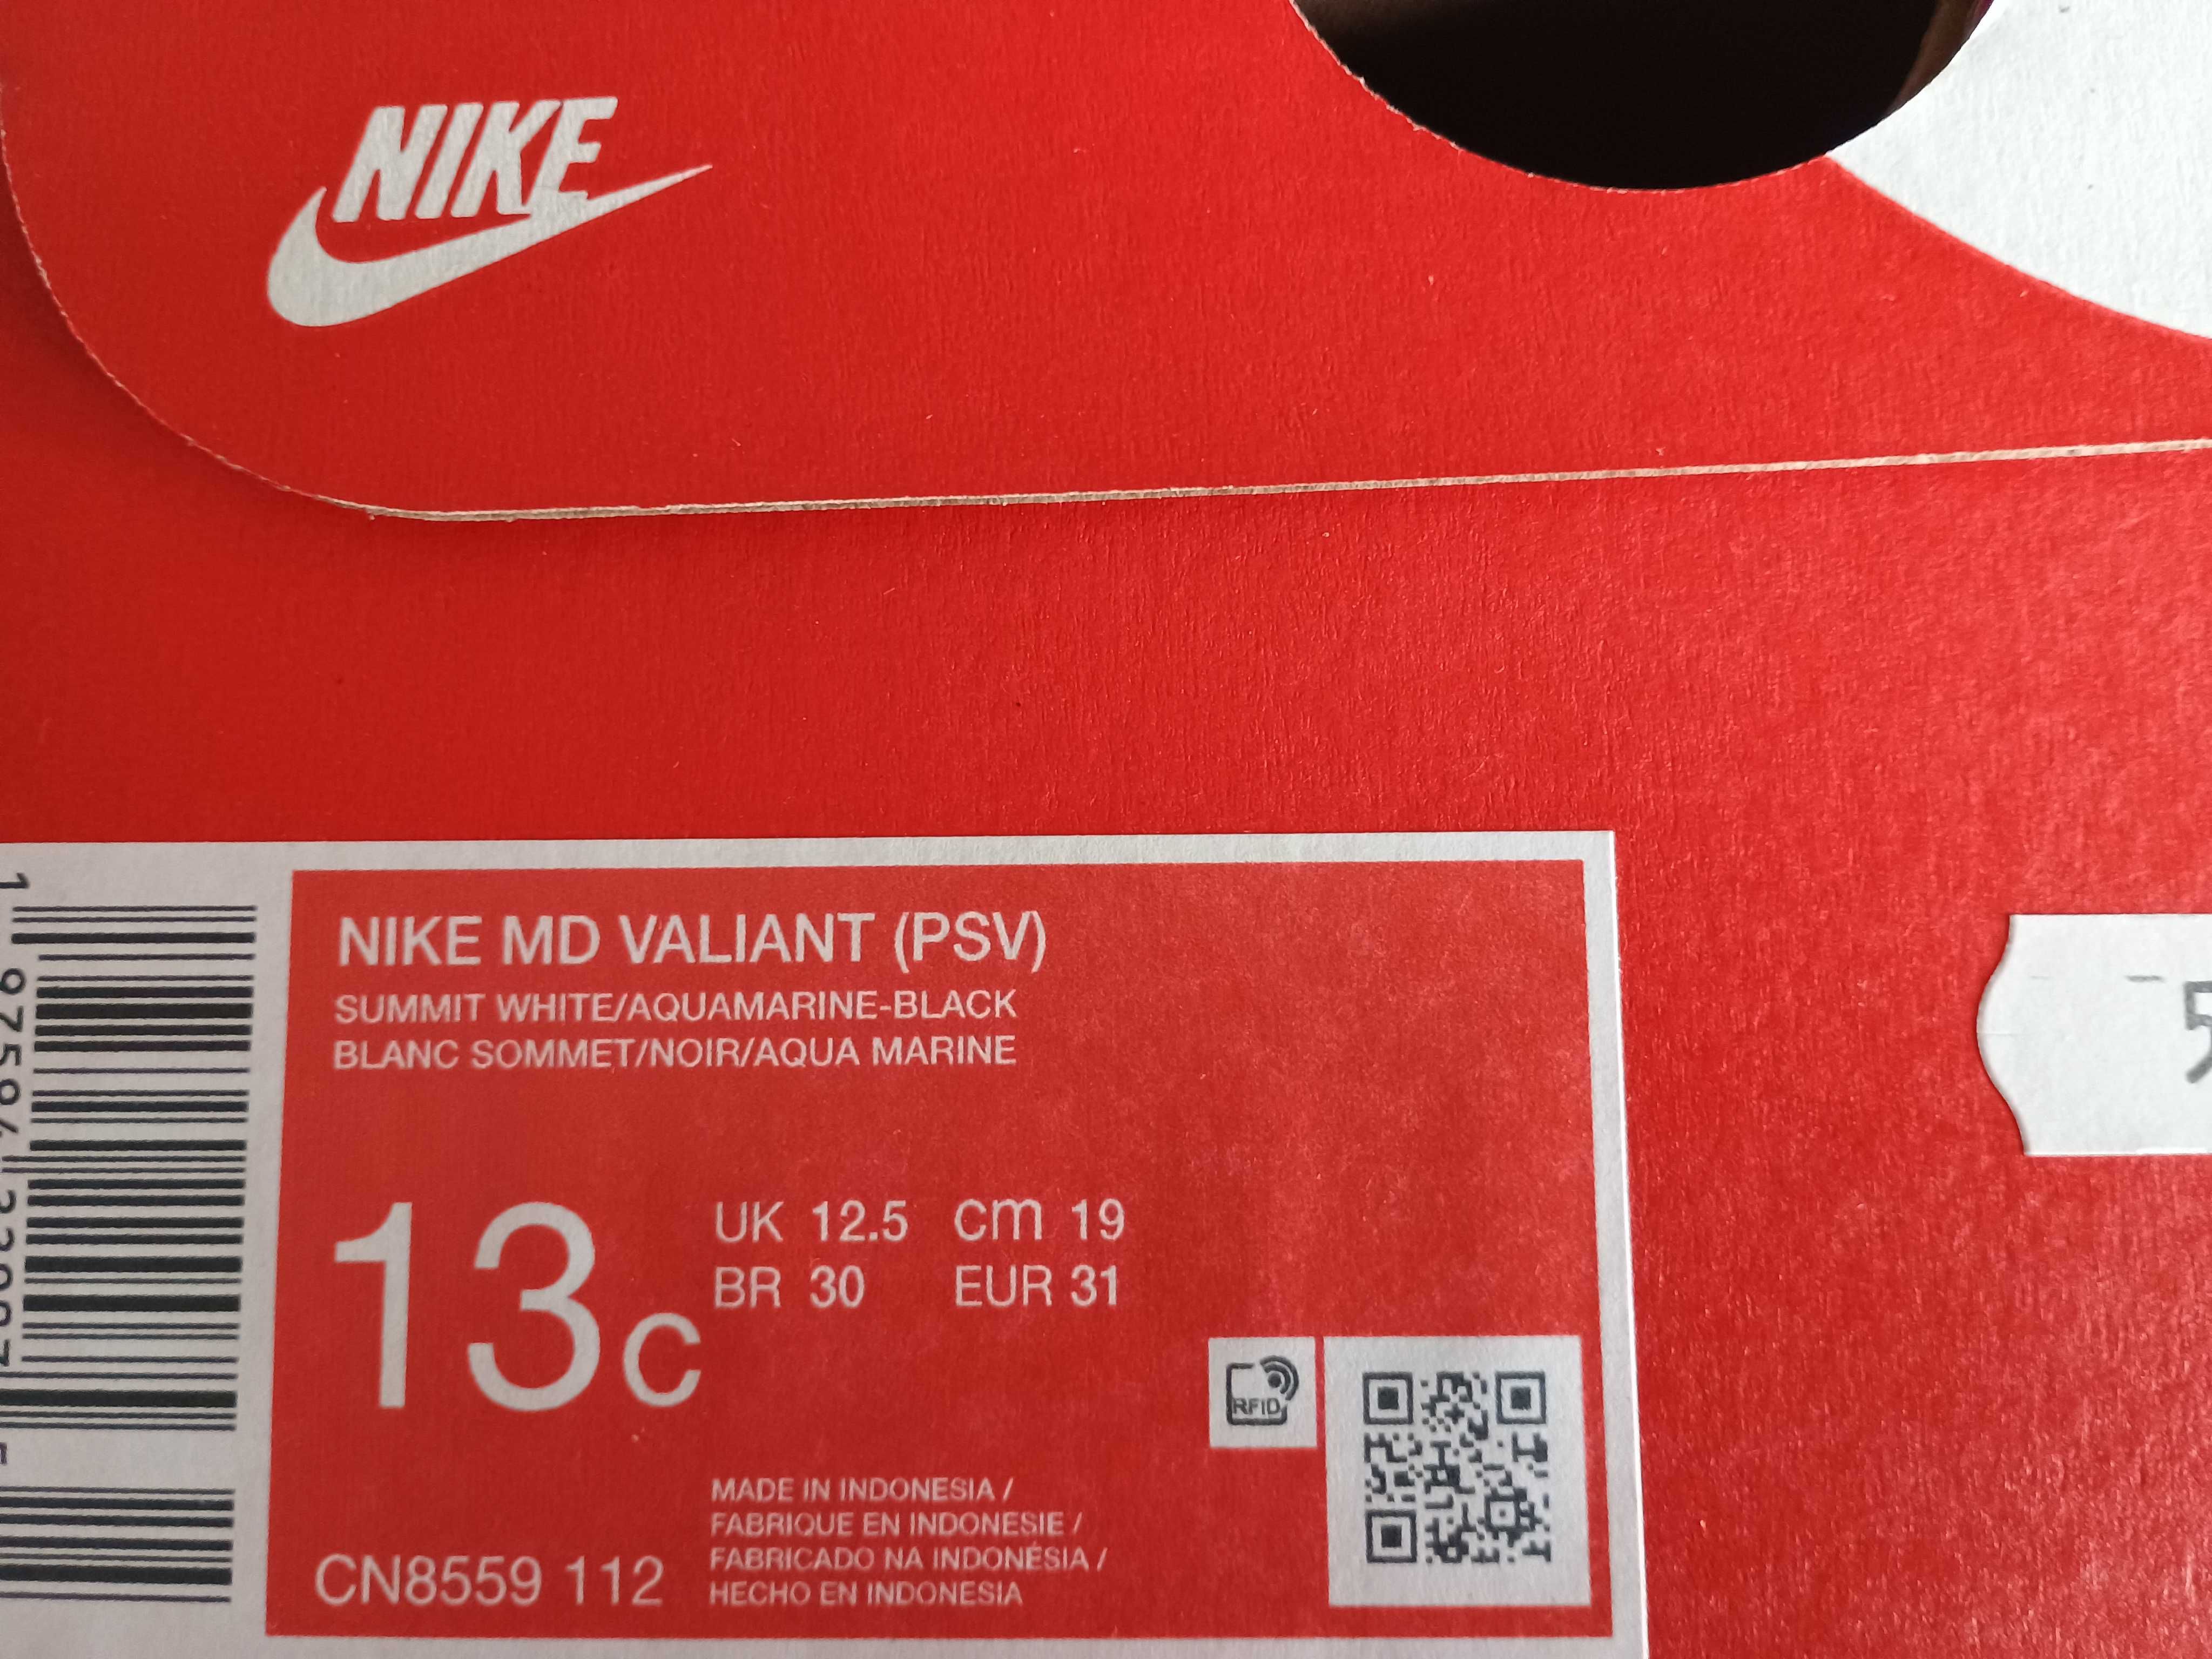 NIKE
NIKE MD VALIANT (PSV)
SUMMIT WHITE/AQUAMARINE-BLACK
BLANC SOMMET/NOIR/AQUA MARINE
13C
UK 12.5 cm 19
BR 30 EUR 31
RFID
MADE IN INDONESIA /
FABRIQUE EN INDONESIE /
FABRICADO NA INDONÉSIA /
HECHO EN INDONESIA
CN8559 112
5